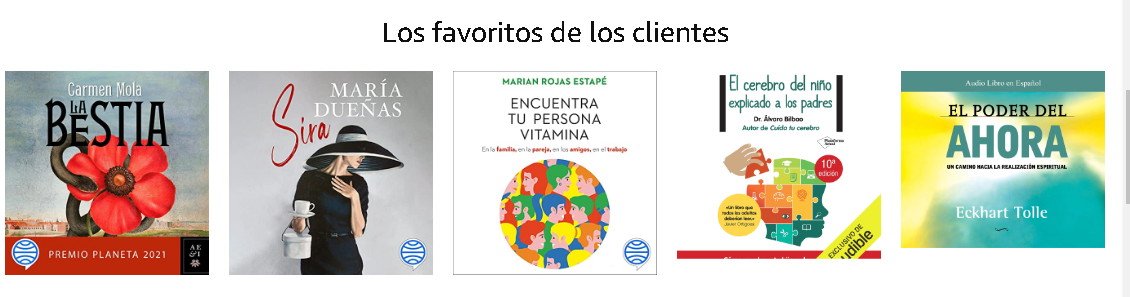 Los favoritos de los clientes
Carmen Mola
LA
BESTIA
PREMIO PLANETA 2021
AE
&I
MARÍA
DUEÑAS
Sira
MARIAN ROJAS ESTAPÉ
ENCUENTRA
TU PERSONA
VITAMINA
En la familia, en la pareja, en los amigos, en el trabajo
El cerebro del niño
explicado a los padres
Dr. Álvaro Bilbao
Autor de Cuida tu cerebro
Plataforma
Actual
10ª
edición
«Un libro que
todos los adultos
deberían leer.»
Javier Ortigosa
EXCLUSIVO DE
audible
Audio Libro en Español
EL PODER DEL
AHORA
UN CAMINO HACIA LA REALIZACIÓN ESPIRITUAL
Eckhart Tolle